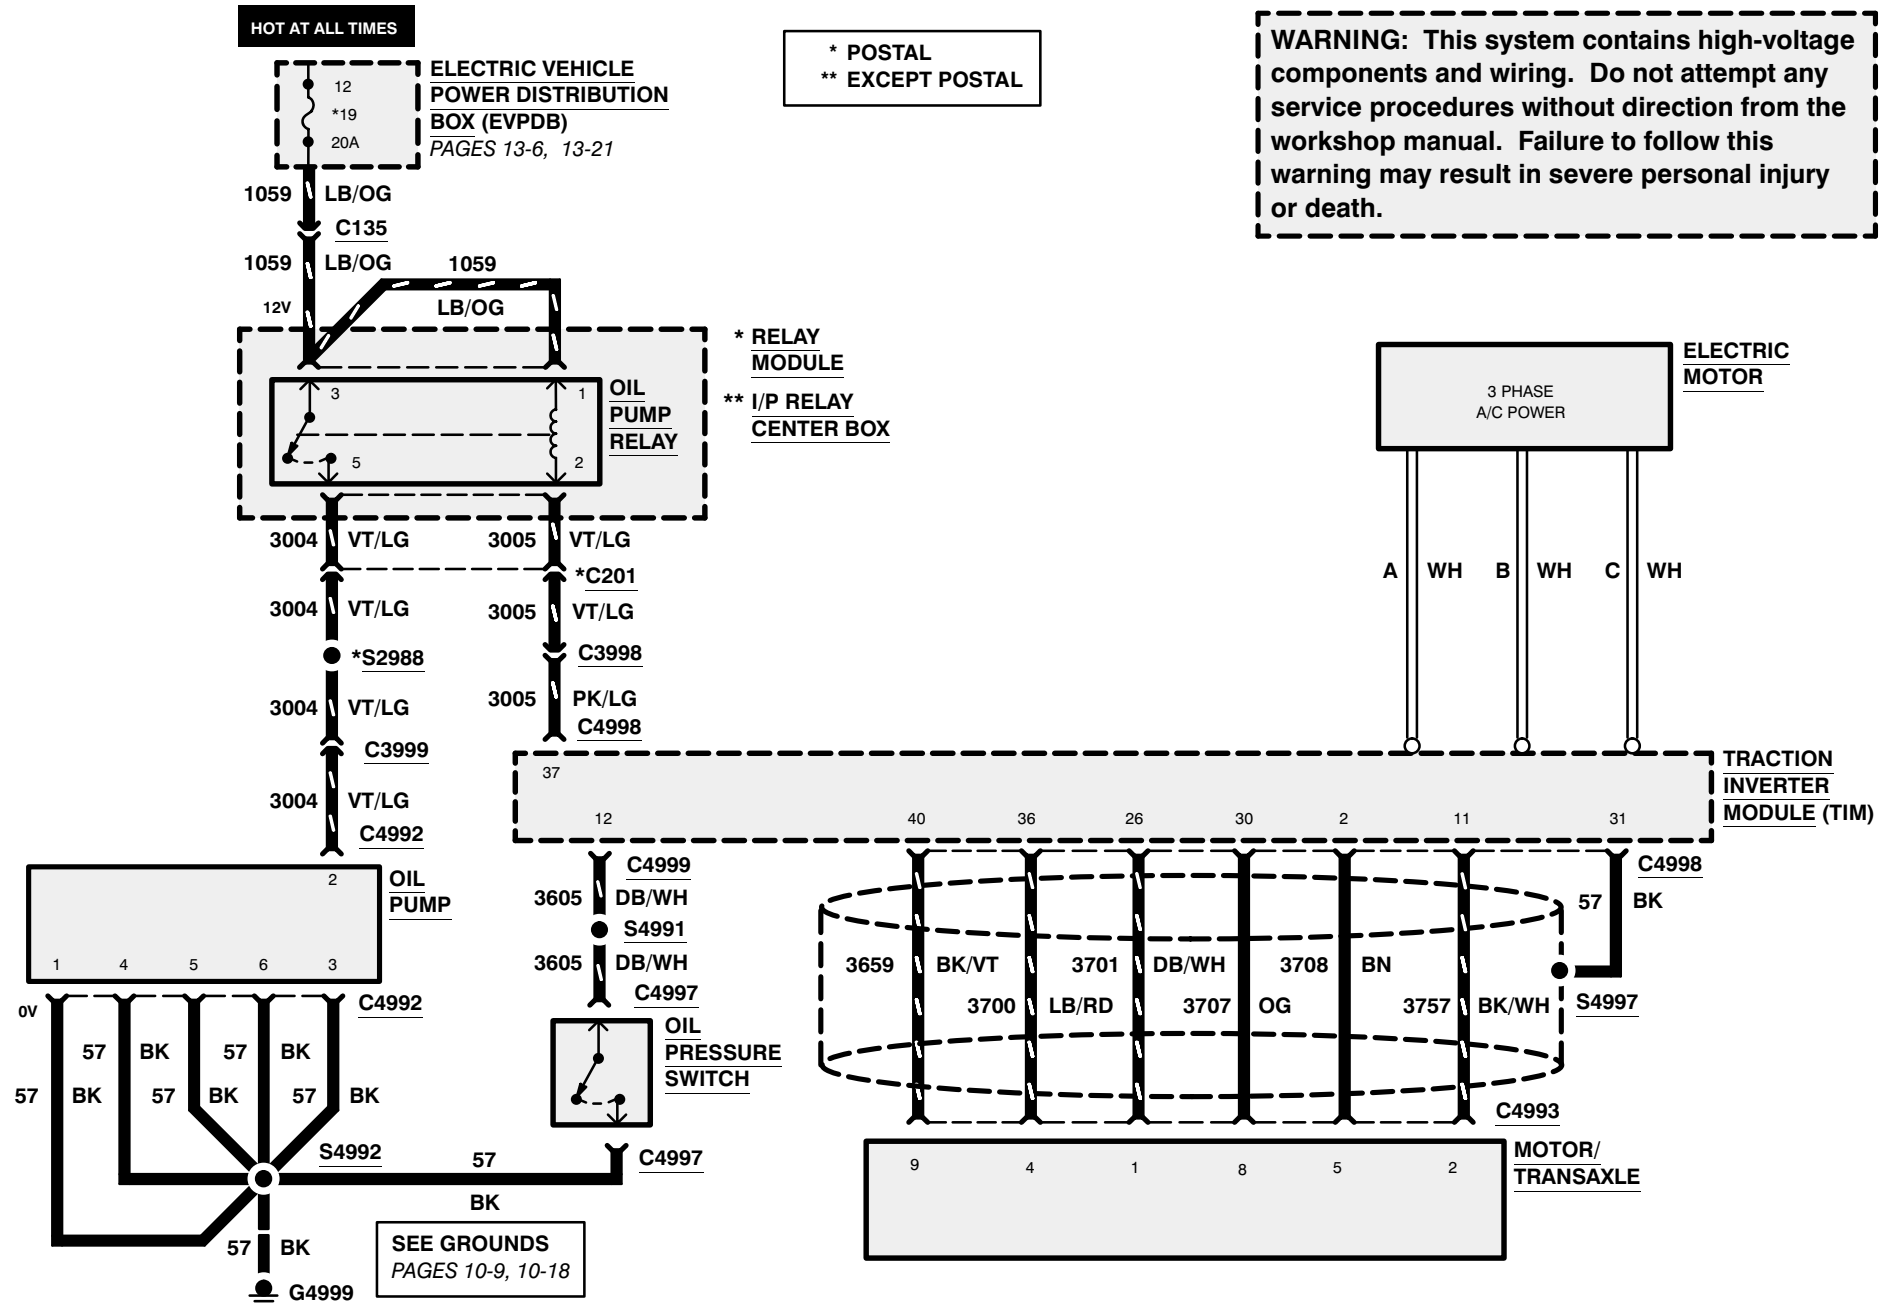 HOT AT ALL TIMES
12
*19
20A
ELECTRIC VEHICLE
POWER DISTRIBUTION
BOX (EVPDB)
PAGES 13-6, 13-21
* POSTAL
** EXCEPT POSTAL
WARNING: This system contains high-voltage
components and wiring. Do not attempt any
service procedures without direction from the
workshop manual. Failure to follow this
warning may result in severe personal injury
or death.
1059 LB/OG
C135
1059 LB/OG
1059
LB/OG
12V
* RELAY
MODULE
** I/P RELAY
CENTER BOX
3
1
5
2
OIL
PUMP
RELAY
3 PHASE
A/C POWER
ELECTRIC
MOTOR
3004 VT/LG
3005 VT/LG
*C201
A WH B WH C WH
3004 VT/LG
3005 VT/LG
*S2988
C3998
3004 VT/LG
3005 PK/LG
C4998
C3999
3004 VT/LG
C4992
37
12
40
36
26
30
2
11
31
TRACTION
INVERTER
MODULE (TIM)
2
OIL
PUMP
1
4
5
6
3
C4992
0V
57 BK
57 BK
57 BK
57 BK
57 BK
C4999
3605 DB/WH
S4991
3605 DB/WH
C4997
OIL
PRESSURE
SWITCH
C4997
S4992
57
BK
57 BK
G4999
SEE GROUNDS
PAGES 10-9, 10-18
C4998
57 BK
S4997
3659 BK/VT
3701 DB/WH
3708 BN
3700 LB/RD
3707 OG
3757 BK/WH
C4993
9
4
1
8
5
2
MOTOR/
TRANSAXLE